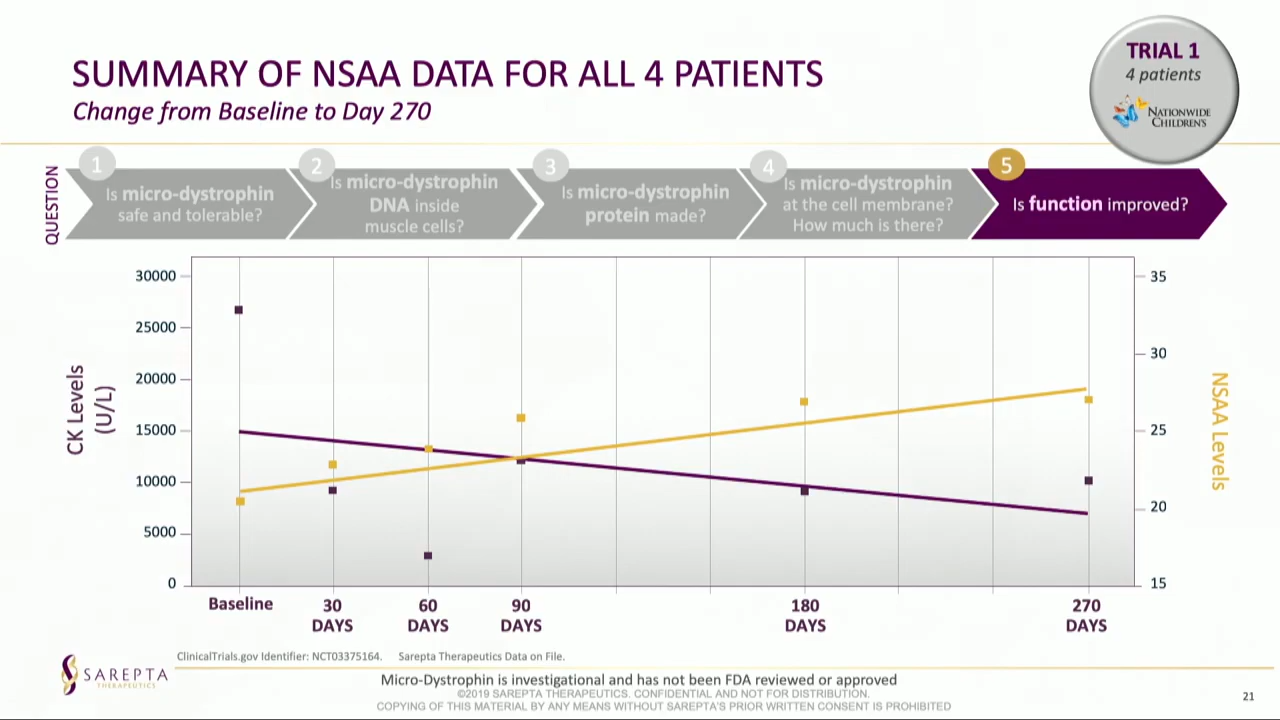 SUMMARY OF NSAA DATA FOR ALL 4 PATIENTS
Change from Baseline to Day 270
TRIAL 1
4 patients
NATIONWIDE
CHILDREN'S
QUESTION
1
Is micro-dystrophin
safe and tolerable?
2
Is micro-dystrophin
DNA inside
muscle cells?
3
Is micro-dystrophin
protein made?
4
Is micro-dystrophin
at the cell membrane?
How much is there?
5
Is function improved?
CK Levels
(U/L)
30000
25000
20000
15000
10000
5000
0
35
30
25
20
15
NSAA Levels
Baseline
30
DAYS
60
DAYS
90
DAYS
180
DAYS
270
DAYS
ClinicalTrials.gov Identifier: NCT03375164. Sarepta Therapeutics Data on File.
SAREPTA
THERAPEUTICS
Micro-Dystrophin is investigational and has not been FDA reviewed or approved
©2019 SAREPTA THERAPEUTICS. CONFIDENTIAL AND NOT FOR DISTRIBUTION.
COPYING OF THIS MATERIAL BY ANY MEANS WITHOUT SAREPTA'S PRIOR WRITTEN CONSENT IS PROHIBITED
21